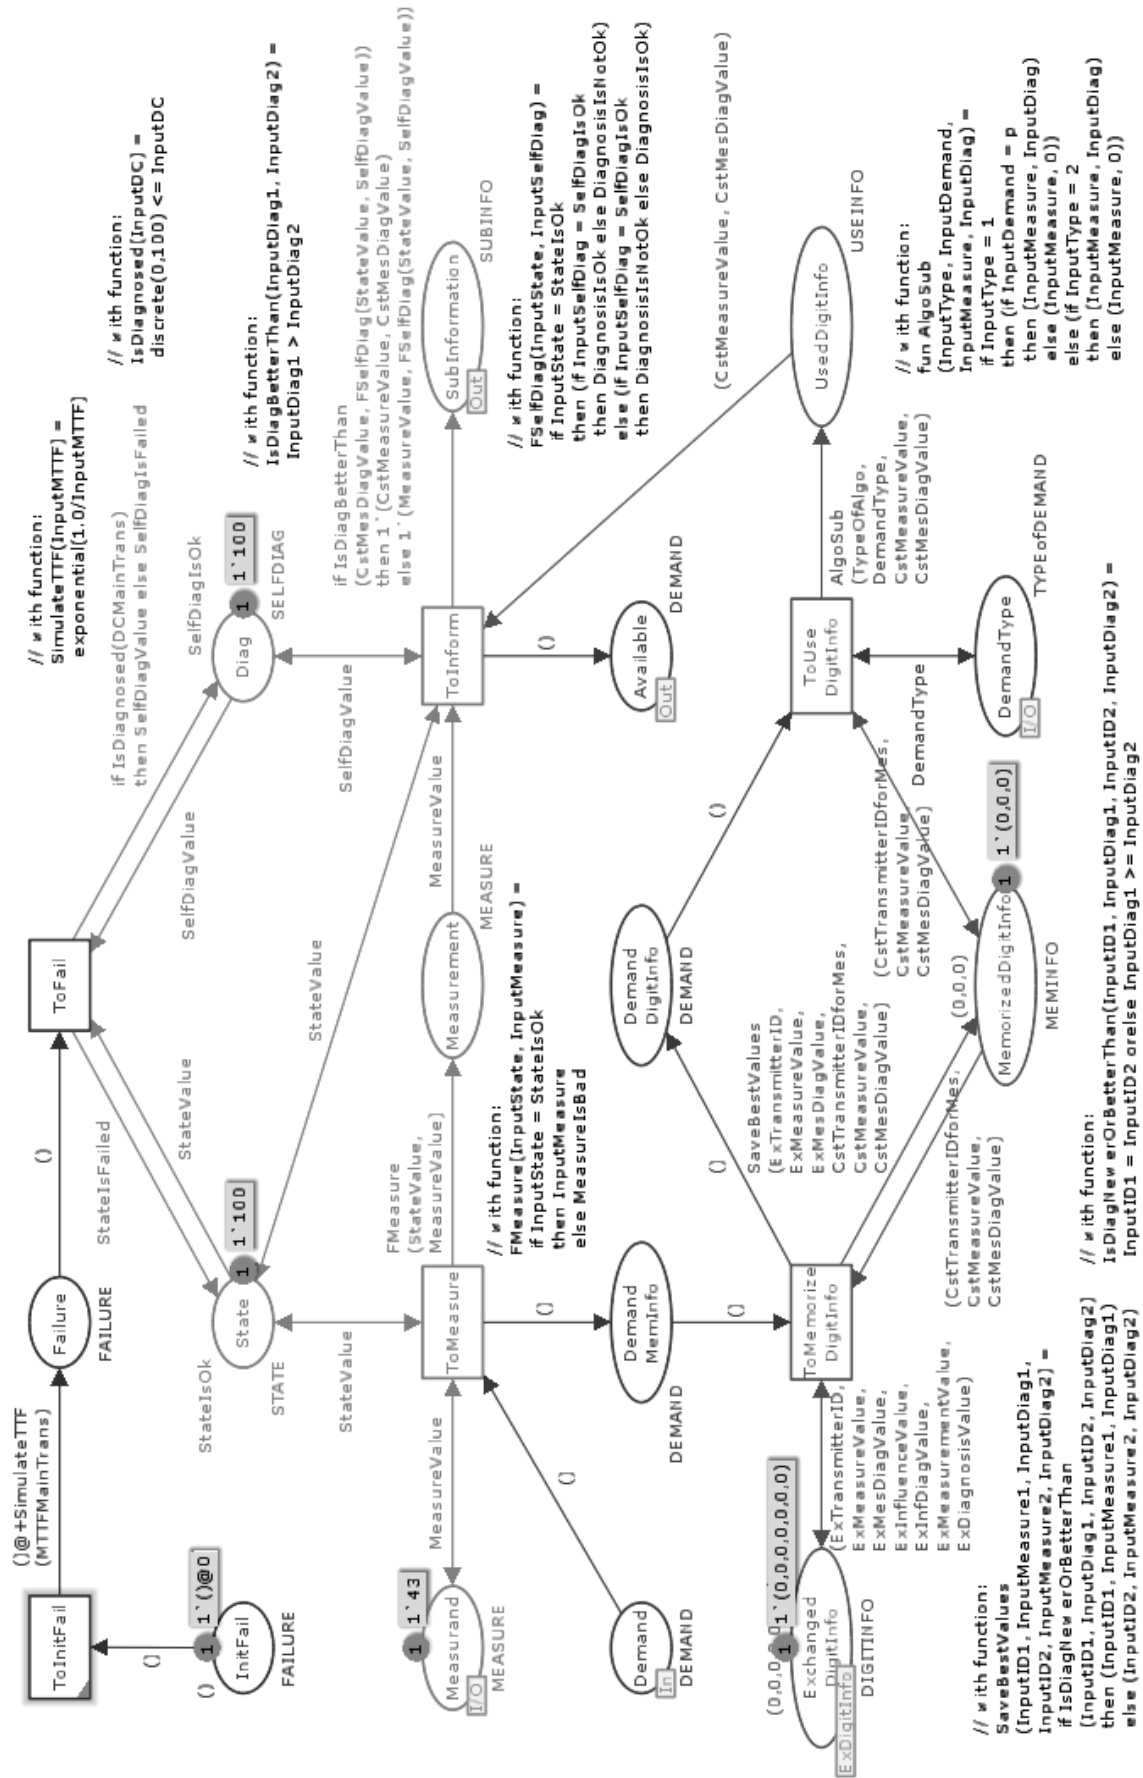 ()@+SimulateTTF
(MTTFMainTrans)
// with function:
SimulateTTF(InputMTTF) =
exponential(1.0/InputMTTF)
// with function:
IsDiagnosed(InputDC) =
discrete(0,100) <= InputDC
ToInitFail
Failure
FAILURE
()
ToFail
if IsDiagnosed(DCMainTrans)
then SelfDiagValue else SelfDiagIsFailed
()
()
1
1`()@0
InitFail
FAILURE
StateIsFailed
StateValue
SelfDiagValue
SelfDiagIsOk
StateIsOk
1
1`100
State
STATE
1
1`100
Diag
SELFDIAG
// with function:
IsDiagBetterThan(InputDiag1, InputDiag2) =
InputDiag1 > InputDiag2
StateValue
StateValue
SelfDiagValue
if IsDiagBetterThan
(CstMesDiagValue, FSelfDiag(StateValue, SelfDiagValue))
then 1`(CstMeasureValue, CstMesDiagValue)
else 1`(MeasureValue, FSelfDiag(StateValue, SelfDiagValue))
1
1`43
Measurand
I/O
MEASURE
MeasureValue
ToMeasure
FMeasure
(StateValue,
MeasureValue)
Measurement
MEASURE
MeasureValue
ToInform
SubInformation
Out
SUBINFO
// with function:
FMeasure(InputState, InputMeasure) =
if InputState = StateIsOk
then InputMeasure
else MeasureIsBad
// with function:
FSelfDiag(InputState, InputSelfDiag) =
if InputState = StateIsOk
then (if InputSelfDiag = SelfDiagIsOk
then DiagnosisIsOk else DiagnosisIsNotOk)
else (if InputSelfDiag = SelfDiagIsOk
then DiagnosisIsNotOk else DiagnosisIsOk)
Demand
In
DEMAND
()
()
Demand
MemInfo
DEMAND
()
Demand
DigitInfo
DEMAND
()
Available
Out
DEMAND
(CstMeasureValue, CstMesDiagValue)
()
()
SaveBestValues
(ExTransmitterID,
ExMeasureValue,
ExMesDiagValue,
CstTransmitterIDforMes,
CstMeasureValue,
CstMesDiagValue)
1
1`(0,0,0,0,0,0,0)
Exchanged
DigitInfo
ExDigitInfo
DIGITINFO
(ExTransmitterID,
ExMeasureValue,
ExMesDiagValue,
ExInfluenceValue,
ExInfDiagValue,
ExMeasurementValue,
ExDiagnosisValue)
ToMemorize
DigitInfo
(CstTransmitterIDforMes,
CstMeasureValue,
CstMesDiagValue)
(CstTransmitterIDforMes,
CstMeasureValue,
CstMesDiagValue)
(CstTransmitterIDforMes,
CstMeasureValue,
CstMesDiagValue)
ToUse
DigitInfo
AlgoSub
(TypeOfAlgo,
DemandType,
CstMeasureValue,
CstMesDiagValue)
UsedDigitInfo
USEINFO
DemandType
(0,0,0)
1
1`(0,0,0)
MemorizedDigitInfo
MEMINFO
DemandType
I/O
TYPEofDEMAND
// with function:
fun AlgoSub
(InputType, InputDemand,
InputMeasure, InputDiag) =
if InputType = 1
then (if InputDemand = p
then (InputMeasure, InputDiag)
else (InputMeasure, 0))
else (if InputType = 2
then (InputMeasure, InputDiag)
else (InputMeasure, 0))
// with function:
SaveBestValues
(InputID1, InputMeasure1, InputDiag1,
InputID2, InputMeasure2, InputDiag2) =
if IsDiagNewerOrBetterThan
(InputID1, InputDiag1, InputID2, InputDiag2)
then (InputID1, InputMeasure1, InputDiag1)
else (InputID2, InputMeasure2, InputDiag2)
// with function:
IsDiagNewerOrBetterThan(InputID1, InputDiag1, InputID2, InputDiag2) =
InputID1 = InputID2 orelse InputDiag1 >= InputDiag2